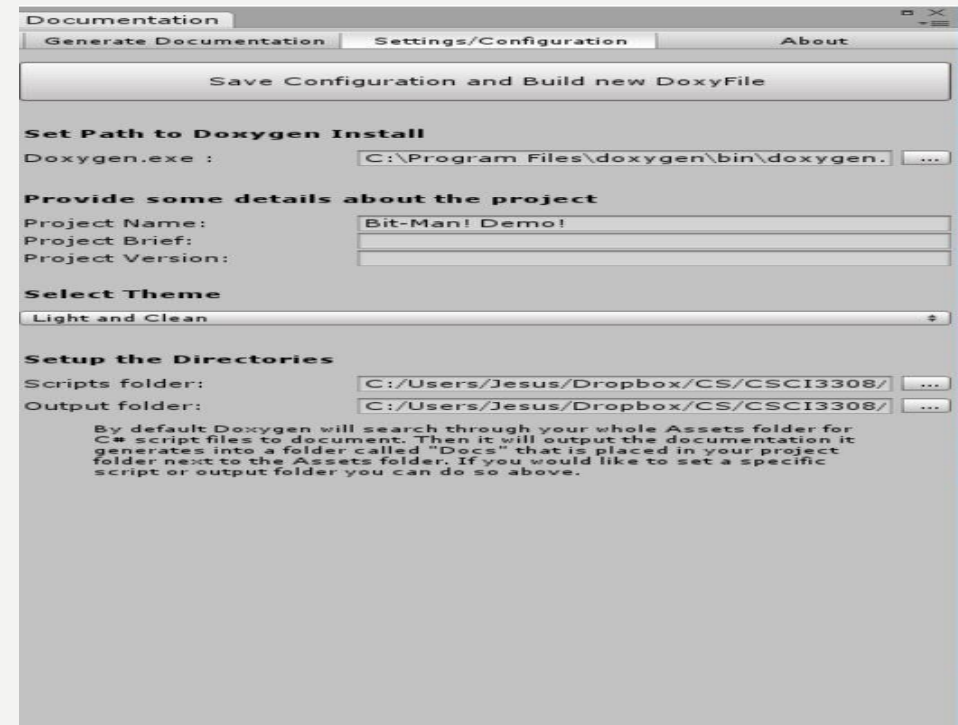 Documentation
Generate Documentation Settings/Configuration About
Save Configuration and Build new DoxyFile
Set Path to Doxygen Install
Doxygen.exe : C:\Program Files\doxygen\bin\doxygen. ...
Provide some details about the project
Project Name: Bit-Man! Demo!
Project Brief:
Project Version:
Select Theme
Light and Clean
Setup the Directories
Scripts folder: C:/Users/Jesus/Dropbox/CS/CSCI3308/ ...
Output folder: C:/Users/Jesus/Dropbox/CS/CSCI3308/ ...
By default Doxygen will search through your whole Assets folder for
C# script files to document. Then it will output the documentation it
generates into a folder called "Docs" that is placed in your project
folder next to the Assets folder. If you would like to set a specific
script or output folder you can do so above.